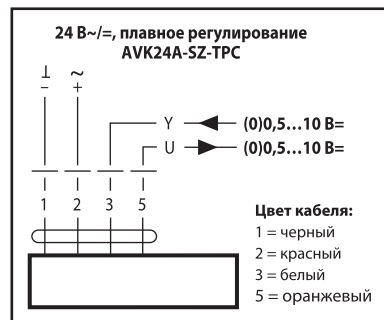 24 В~/=, плавное регулирование
AVK24A-SZ-TPC
⊥ ~
– +
Y (0)0,5...10 В=
U (0)0,5...10 В=
1 2 3 5
Цвет кабеля:
1 = черный
2 = красный
3 = белый
5 = оранжевый